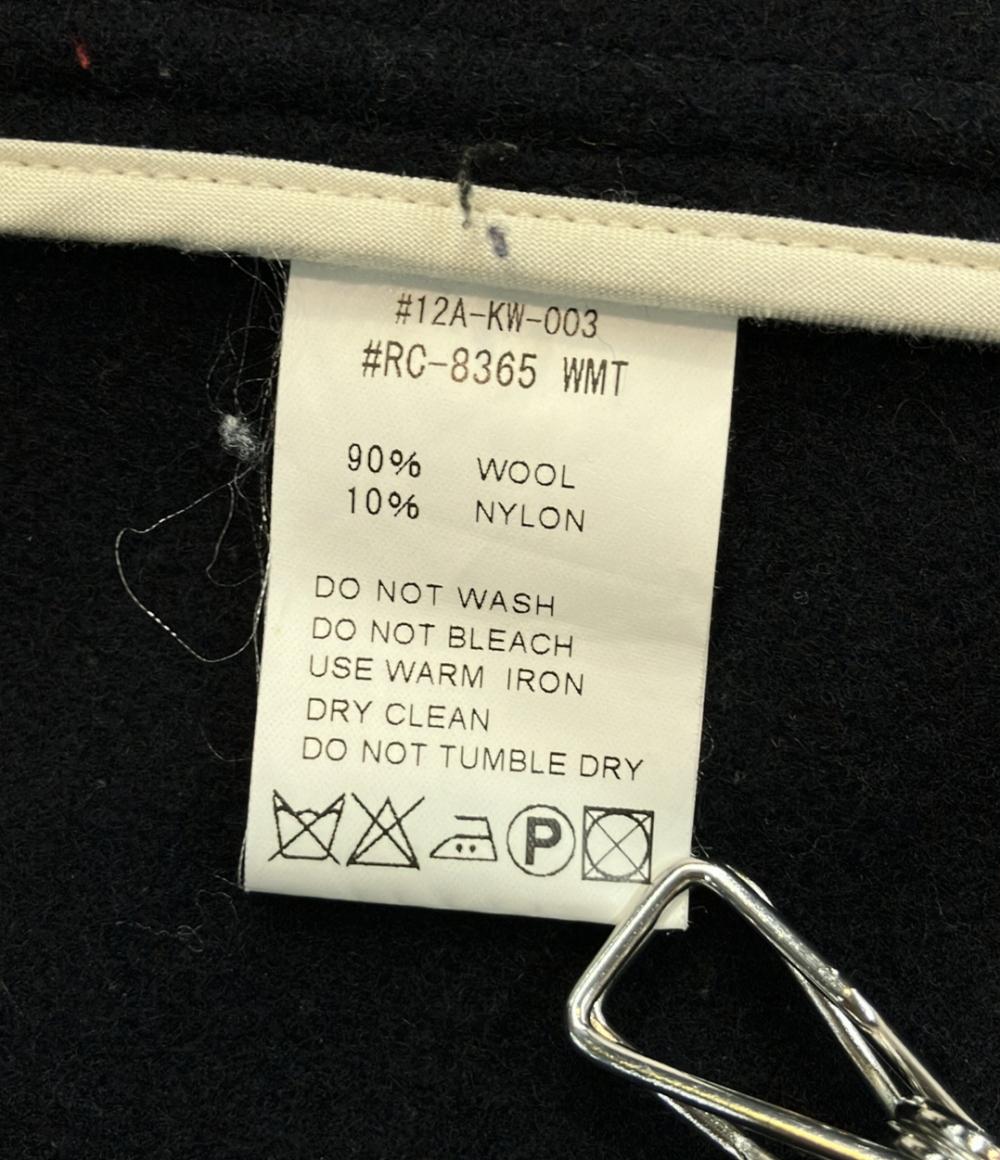 #12A-KW-003
#RC-8365 WMT
90% WOOL
10% NYLON
DO NOT WASH
DO NOT BLEACH
USE WARM IRON
DRY CLEAN
DO NOT TUMBLE DRY
P